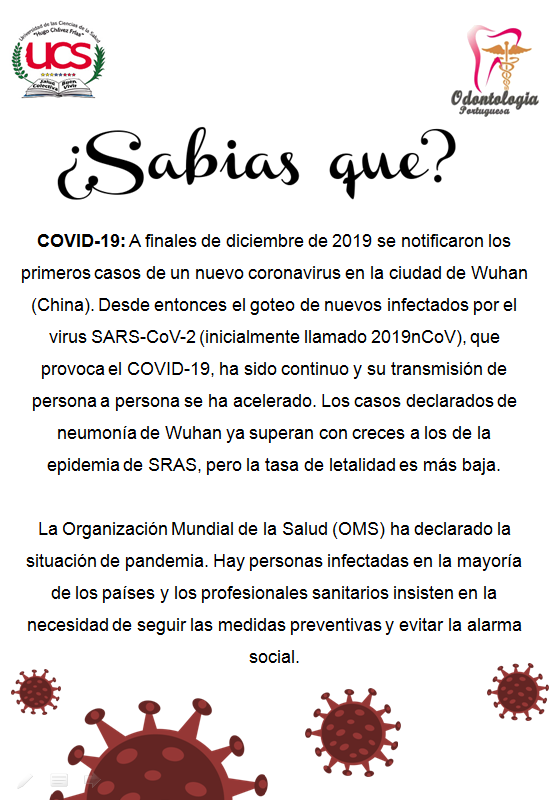 Universidad de las Ciencias de la Salud
"Hugo Chávez Frías"
UCS
Salud Colectiva Buen Vivir
Odontología
Portuguesa
¿Sabias que?
COVID-19: A finales de diciembre de 2019 se notificaron los
primeros casos de un nuevo coronavirus en la ciudad de Wuhan
(China). Desde entonces el goteo de nuevos infectados por el
virus SARS-CoV-2 (inicialmente llamado 2019nCoV), que
provoca el COVID-19, ha sido continuo y su transmisión de
persona a persona se ha acelerado. Los casos declarados de
neumonía de Wuhan ya superan con creces a los de la
epidemia de SRAS, pero la tasa de letalidad es más baja.
La Organización Mundial de la Salud (OMS) ha declarado la
situación de pandemia. Hay personas infectadas en la mayoría
de los países y los profesionales sanitarios insisten en la
necesidad de seguir las medidas preventivas y evitar la alarma
social.